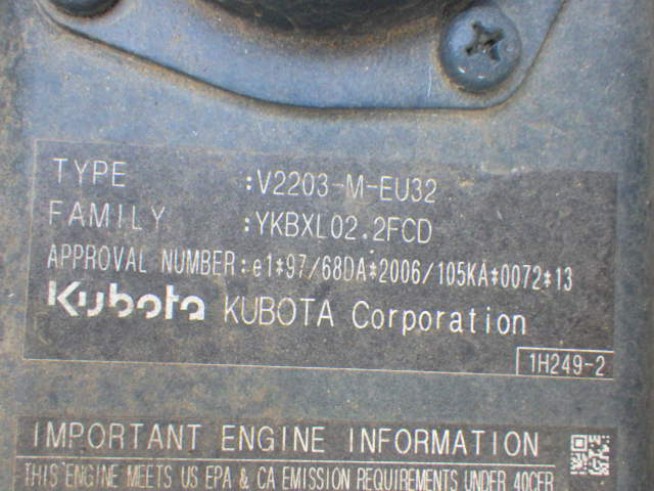 TYPE :V2203-M-EU32
FAMILY :YKBXL02.2FCD
APPROVAL NUMBER:e1*97/68DA*2006/105KA*0072*13
Kubota KUBOTA Corporation
1H249-2
IMPORTANT ENGINE INFORMATION
THIS ENGINE MEETS US EPA & CA EMISSION REQUIREMENTS UNDER 40CFR